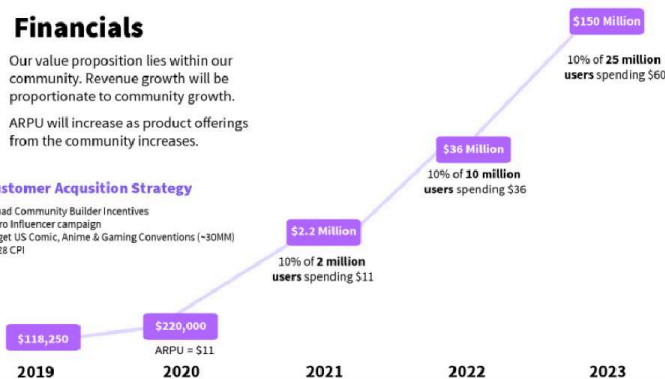 Financials
Our value proposition lies within our
community. Revenue growth will be
proportionate to community growth.
ARPU will increase as product offerings
from the community increases.
ustomer Acqusition Strategy
ad Community Builder Incentives
ro Influencer campaign
get US Comic, Anime & Gaming Conventions (~30MM)
28 CPI
$118,250
2019
$220,000
ARPU = $11
2020
$2.2 Million
10% of 2 million
users spending $11
2021
$36 Million
10% of 10 million
users spending $36
2022
$150 Million
10% of 25 million
users spending $60
2023